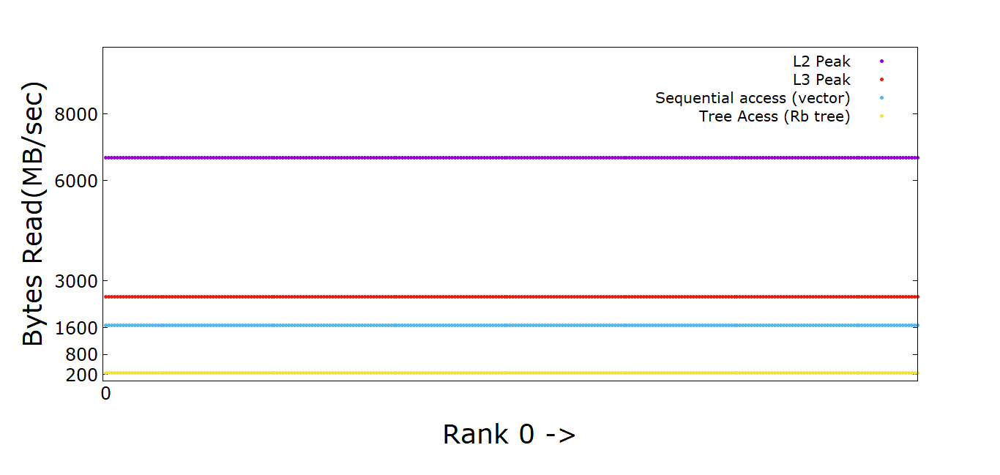 L2 Peak
L3 Peak
Sequential access (vector)
Tree Acess (Rb tree)
Bytes Read(MB/sec)
8000
6000
3000
1600
800
200
0
Rank 0 ->